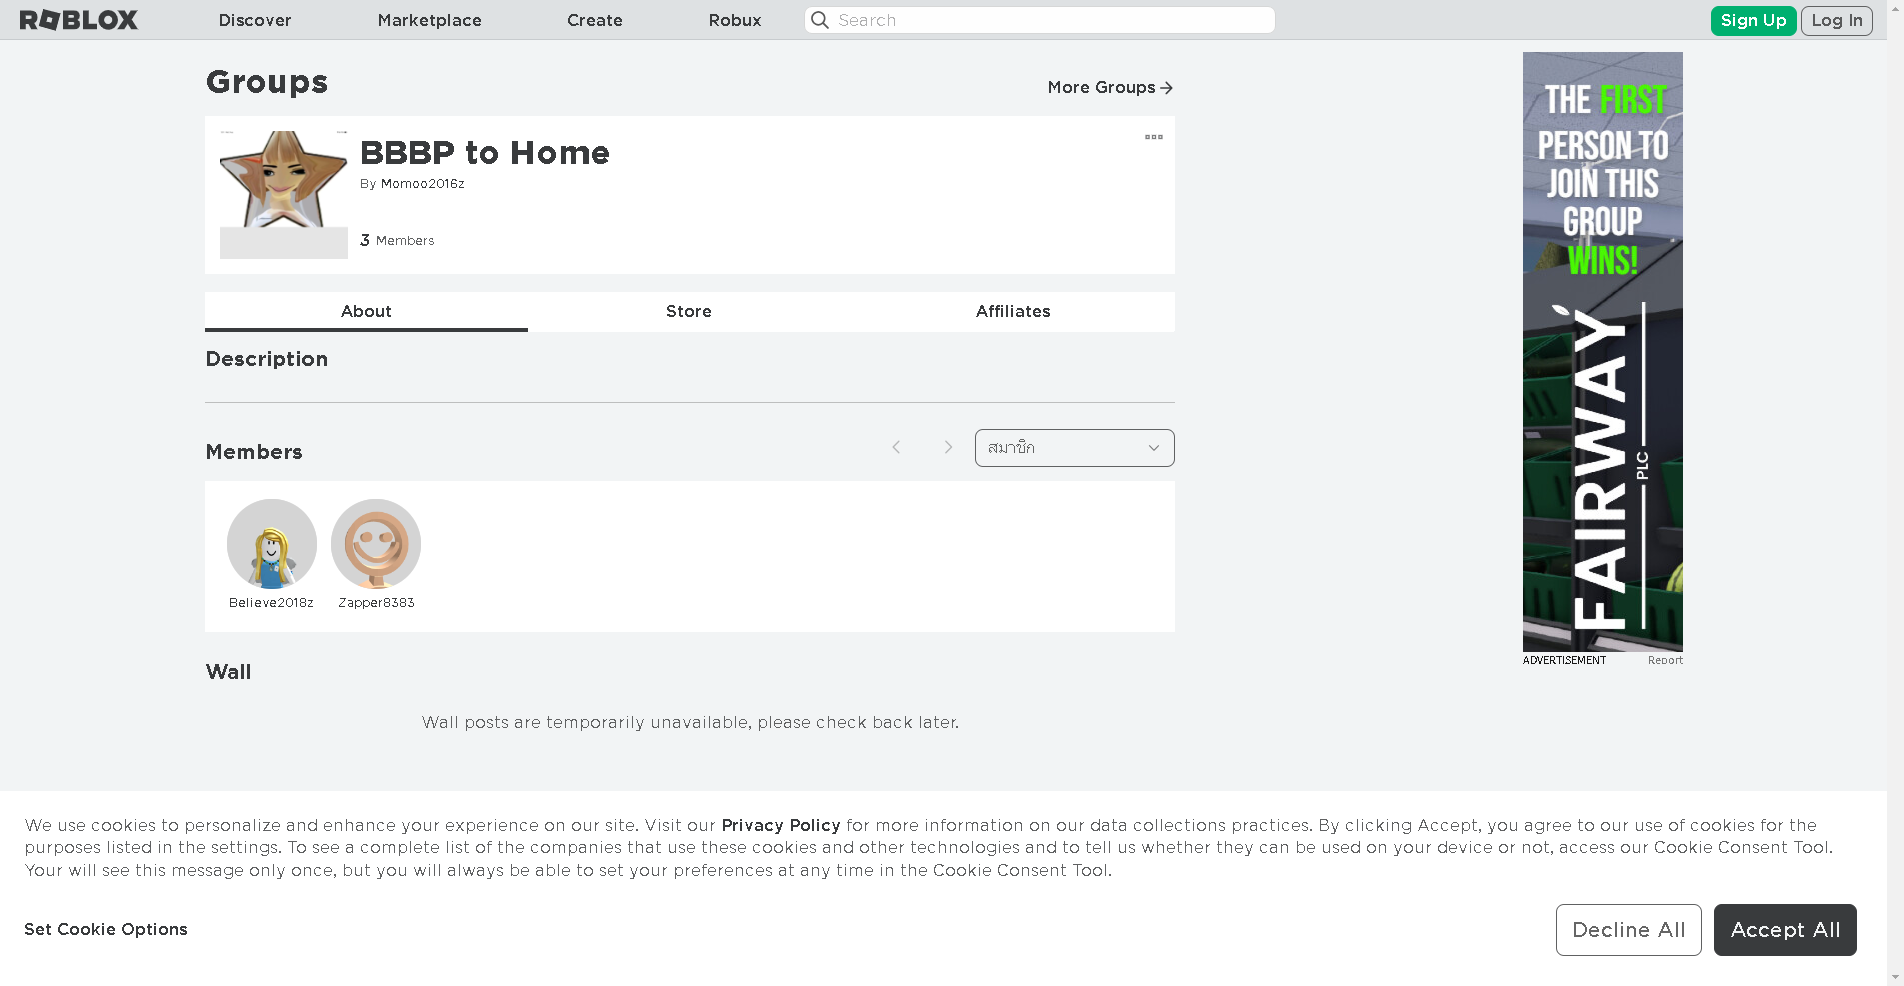 ROBLOX
Discover
Marketplace
Create
Robux
Search
Sign Up
Log In
Groups
More Groups
BBBP to Home
By Momoo2016z
3 Members
About
Store
Affiliates
Description
Members
สมาชิก
Believe2018z
Zapper8383
Wall
Wall posts are temporarily unavailable, please check back later.
THE FIRST
PERSON TO
JOIN THIS
GROUP
WINS!
FAIRWAY
PLC
ADVERTISEMENT
Report
We use cookies to personalize and enhance your experience on our site. Visit our Privacy Policy for more information on our data collections practices. By clicking Accept, you agree to our use of cookies for the
purposes listed in the settings. To see a complete list of the companies that use these cookies and other technologies and to tell us whether they can be used on your device or not, access our Cookie Consent Tool.
Your will see this message only once, but you will always be able to set your preferences at any time in the Cookie Consent Tool.
Set Cookie Options
Decline All
Accept All